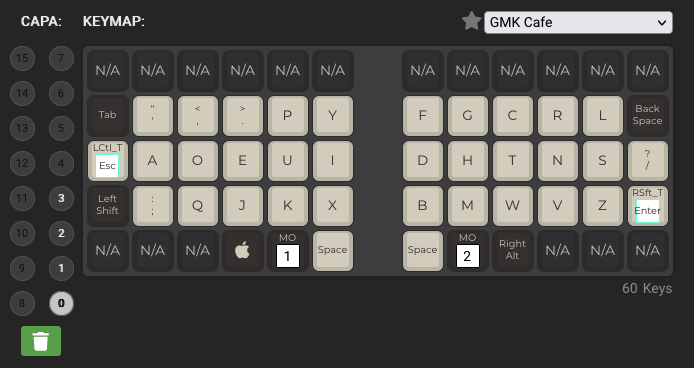 CAPA: KEYMAP: GMK Cafe
15 7 N/A N/A N/A N/A N/A N/A N/A N/A N/A N/A N/A N/A
14 6 Tab " ' < , > . P Y F G C R L Back Space
13 5
12 4 LCtl_T Esc A O E U I D H T N S ? /
11 3 Left Shift : ; Q J K X B M W V Z RSft_T Enter
10 2 N/A N/A N/A MO 1 Space Space MO 2 Right Alt N/A N/A N/A
9 1
60 Keys
8 0